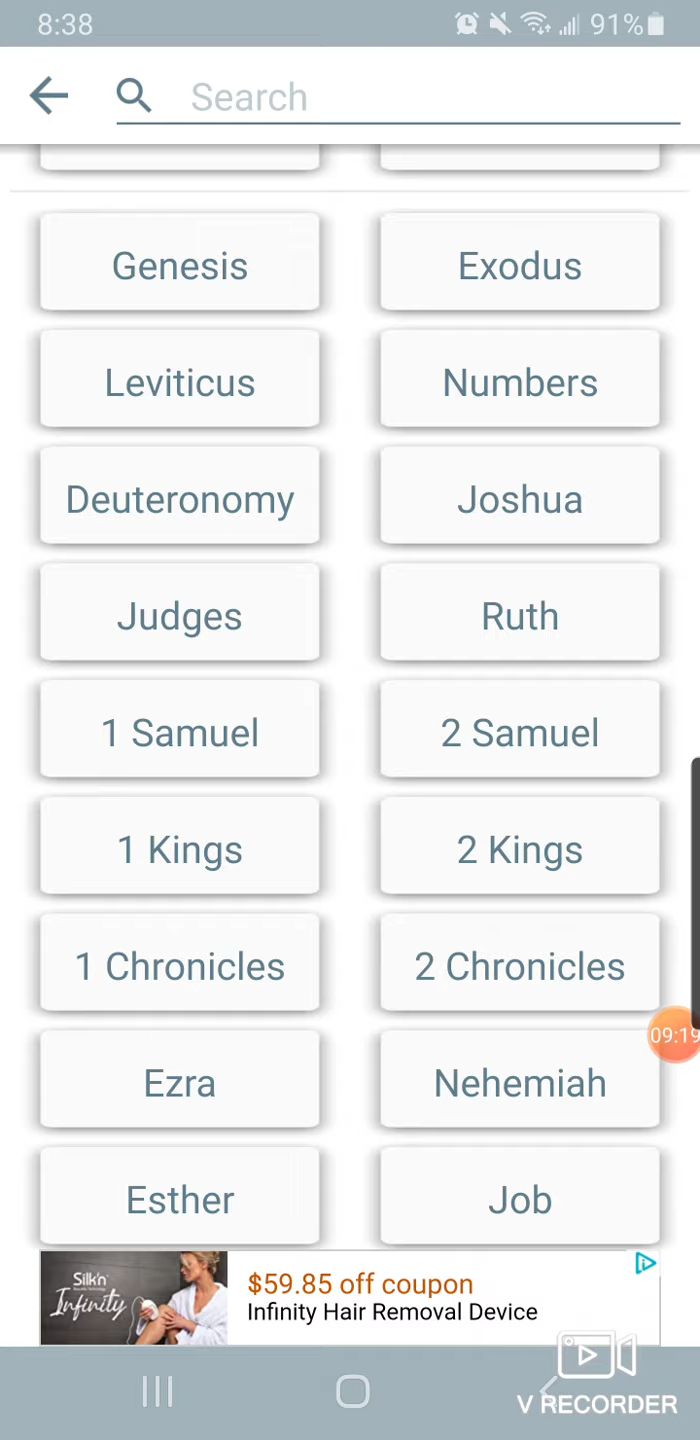 8:38
91%
Search
Genesis
Exodus
Leviticus
Numbers
Deuteronomy
Joshua
Judges
Ruth
1 Samuel
2 Samuel
1 Kings
2 Kings
1 Chronicles
2 Chronicles
09:19
Ezra
Nehemiah
Esther
Job
Silk'n
Infinity
$59.85 off coupon
Infinity Hair Removal Device
V RECORDER